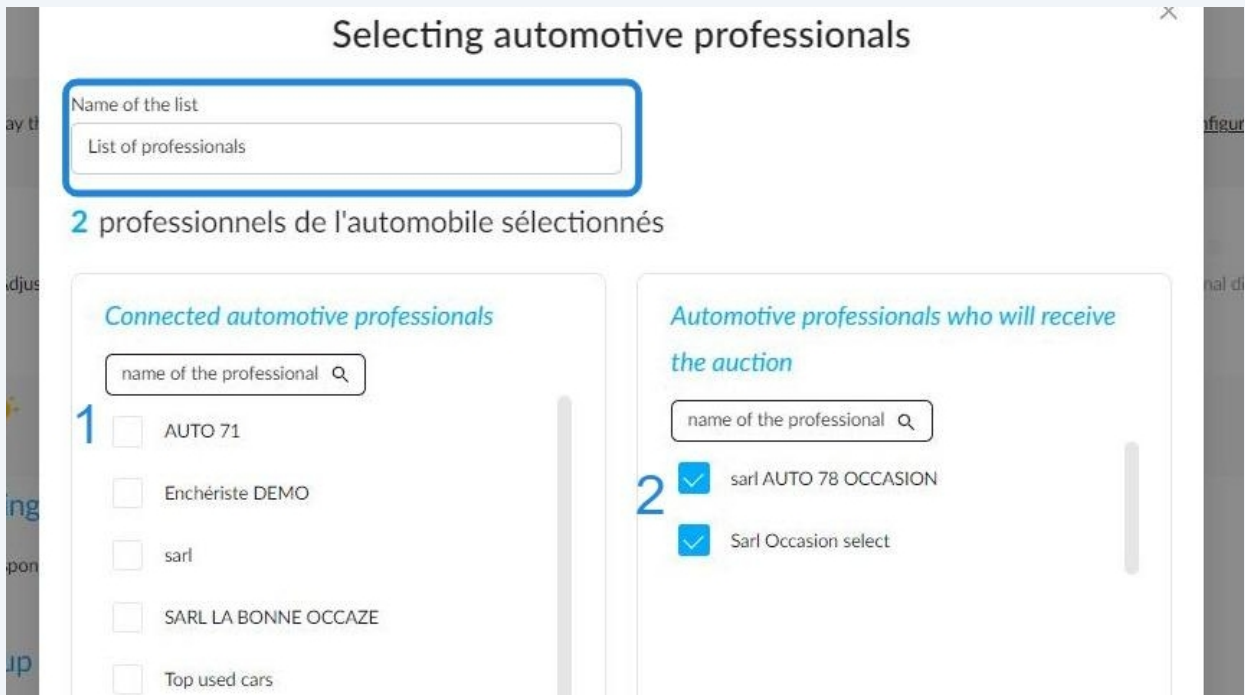 Selecting automotive professionals
Name of the list
List of professionals
2 professionnels de l'automobile sélectionnés
Connected automotive professionals
name of the professional
1
AUTO 71
Enchériste DEMO
sarl
SARL LA BONNE OCCAZE
Top used cars
Automotive professionals who will receive
the auction
name of the professional
2
sarl AUTO 78 OCCASION
Sarl Occasion select